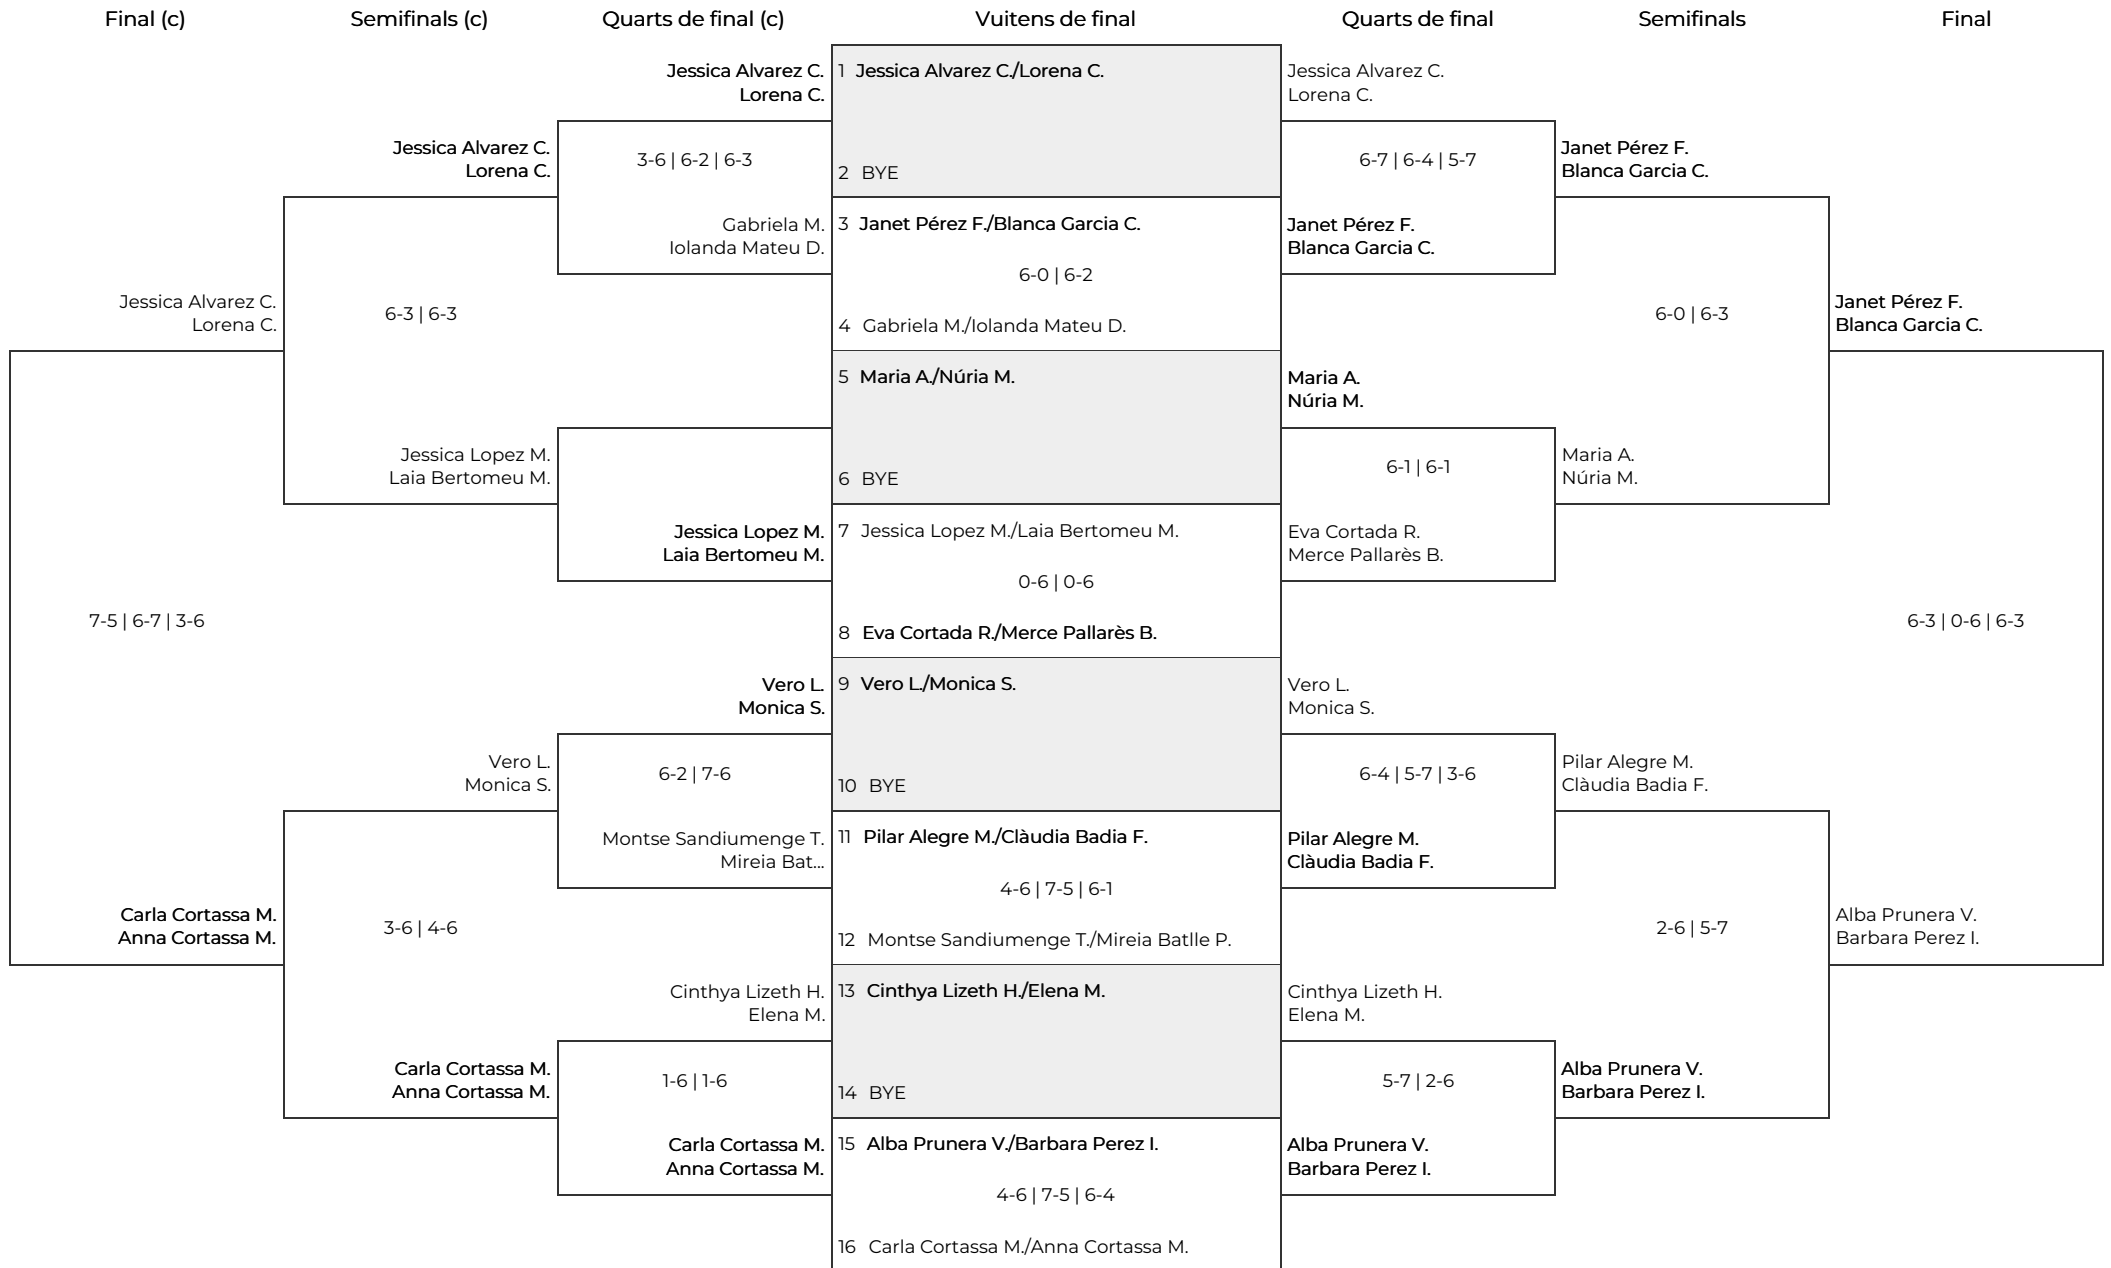 Final (c)
Semifinals (c)
Quarts de final (c)
Vuitens de final
Quarts de final
Semifinals
Final
Jessica Alvarez C.
Lorena C.
7-5 | 6-7 | 3-6
Carla Cortassa M.
Anna Cortassa M.
Jessica Alvarez C.
Lorena C.
6-3 | 6-3
Jessica Lopez M.
Laia Bertomeu M.
Vero L.
Monica S.
3-6 | 4-6
Carla Cortassa M.
Anna Cortassa M.
Jessica Alvarez C.
Lorena C.
3-6 | 6-2 | 6-3
Gabriela M.
Iolanda Mateu D.
Jessica Lopez M.
Laia Bertomeu M.
Vero L.
Monica S.
6-2 | 7-6
Montse Sandiumenge T.
Mireia Bat...
Cinthya Lizeth H.
Elena M.
1-6 | 1-6
Carla Cortassa M.
Anna Cortassa M.
1 Jessica Alvarez C./Lorena C.
2 BYE
3 Janet Pérez F./Blanca Garcia C.
6-0 | 6-2
4 Gabriela M./Iolanda Mateu D.
5 Maria A./Núria M.
6 BYE
7 Jessica Lopez M./Laia Bertomeu M.
0-6 | 0-6
8 Eva Cortada R./Merce Pallarès B.
9 Vero L./Monica S.
10 BYE
11 Pilar Alegre M./Clàudia Badia F.
4-6 | 7-5 | 6-1
12 Montse Sandiumenge T./Mireia Batlle P.
13 Cinthya Lizeth H./Elena M.
14 BYE
15 Alba Prunera V./Barbara Perez I.
4-6 | 7-5 | 6-4
16 Carla Cortassa M./Anna Cortassa M.
Jessica Alvarez C.
Lorena C.
6-7 | 6-4 | 5-7
Janet Pérez F.
Blanca Garcia C.
Maria A.
Núria M.
6-1 | 6-1
Eva Cortada R.
Merce Pallarès B.
Vero L.
Monica S.
6-4 | 5-7 | 3-6
Pilar Alegre M.
Clàudia Badia F.
Cinthya Lizeth H.
Elena M.
5-7 | 2-6
Alba Prunera V.
Barbara Perez I.
Janet Pérez F.
Blanca Garcia C.
6-0 | 6-3
Maria A.
Núria M.
Pilar Alegre M.
Clàudia Badia F.
2-6 | 5-7
Alba Prunera V.
Barbara Perez I.
Janet Pérez F.
Blanca Garcia C.
6-3 | 0-6 | 6-3
Alba Prunera V.
Barbara Perez I.